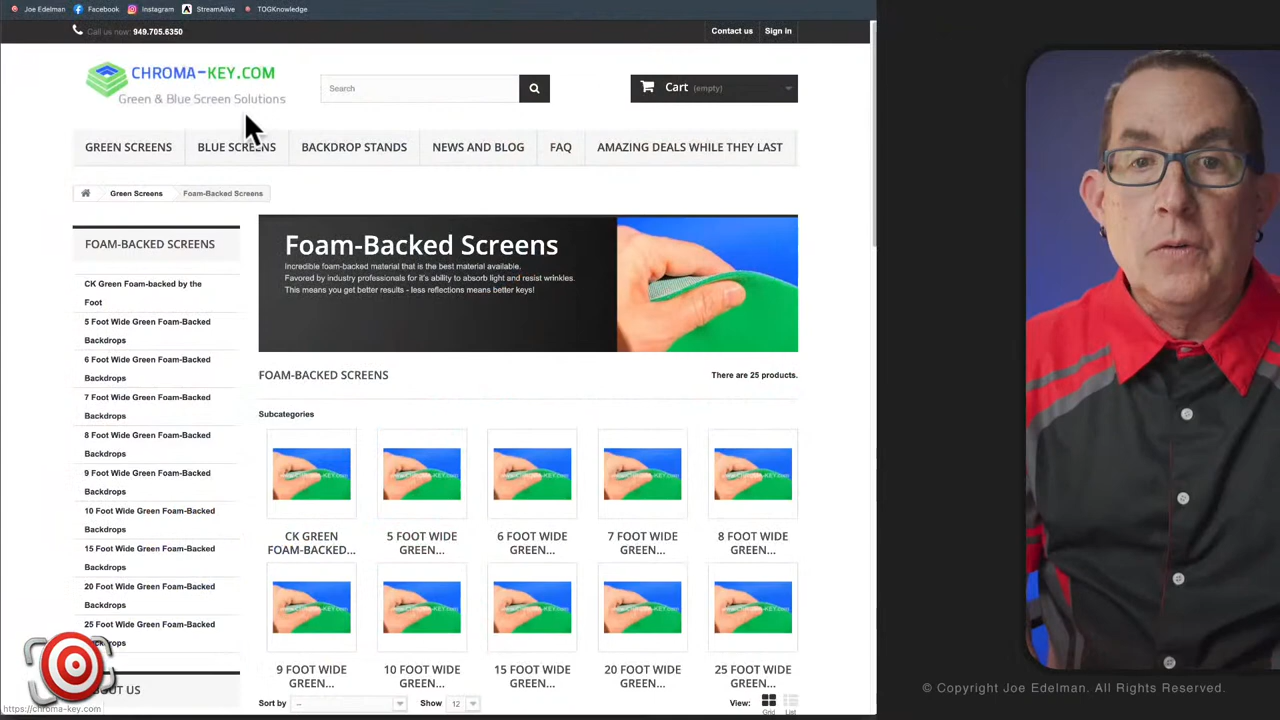 Joe Edelman Facebook Instagram StreamAlive TOGKnowledge
Call us now: 949.705.6350 Contact us Sign in
CHROMA-KEY.COM
Green & Blue Screen Solutions
Search
Cart (empty)
GREEN SCREENS BLUE SCREENS BACKDROP STANDS NEWS AND BLOG FAQ AMAZING DEALS WHILE THEY LAST
Green Screens Foam-Backed Screens
FOAM-BACKED SCREENS
CK Green Foam-backed by the
Foot
5 Foot Wide Green Foam-Backed
Backdrops
6 Foot Wide Green Foam-Backed
Backdrops
7 Foot Wide Green Foam-Backed
Backdrops
8 Foot Wide Green Foam-Backed
Backdrops
9 Foot Wide Green Foam-Backed
Backdrops
10 Foot Wide Green Foam-Backed
Backdrops
15 Foot Wide Green Foam-Backed
Backdrops
20 Foot Wide Green Foam-Backed
Backdrops
25 Foot Wide Green Foam-Backed
ABOUT US
https://chroma-key.com
Foam-Backed Screens
Incredible foam-backed material that is the best material available.
Favored by industry professionals for it's ability to absorb light and resist wrinkles.
This means you get better results - less reflections means better keys!
FOAM-BACKED SCREENS There are 25 products.
Subcategories
CK GREEN
FOAM-BACKED...
5 FOOT WIDE
GREEN...
6 FOOT WIDE
GREEN...
7 FOOT WIDE
GREEN...
8 FOOT WIDE
GREEN...
9 FOOT WIDE
GREEN...
10 FOOT WIDE
GREEN...
15 FOOT WIDE
GREEN...
20 FOOT WIDE
GREEN...
25 FOOT WIDE
GREEN...
Sort by -- Show 12 View: Grid List
© Copyright Joe Edelman. All Rights Reserved.